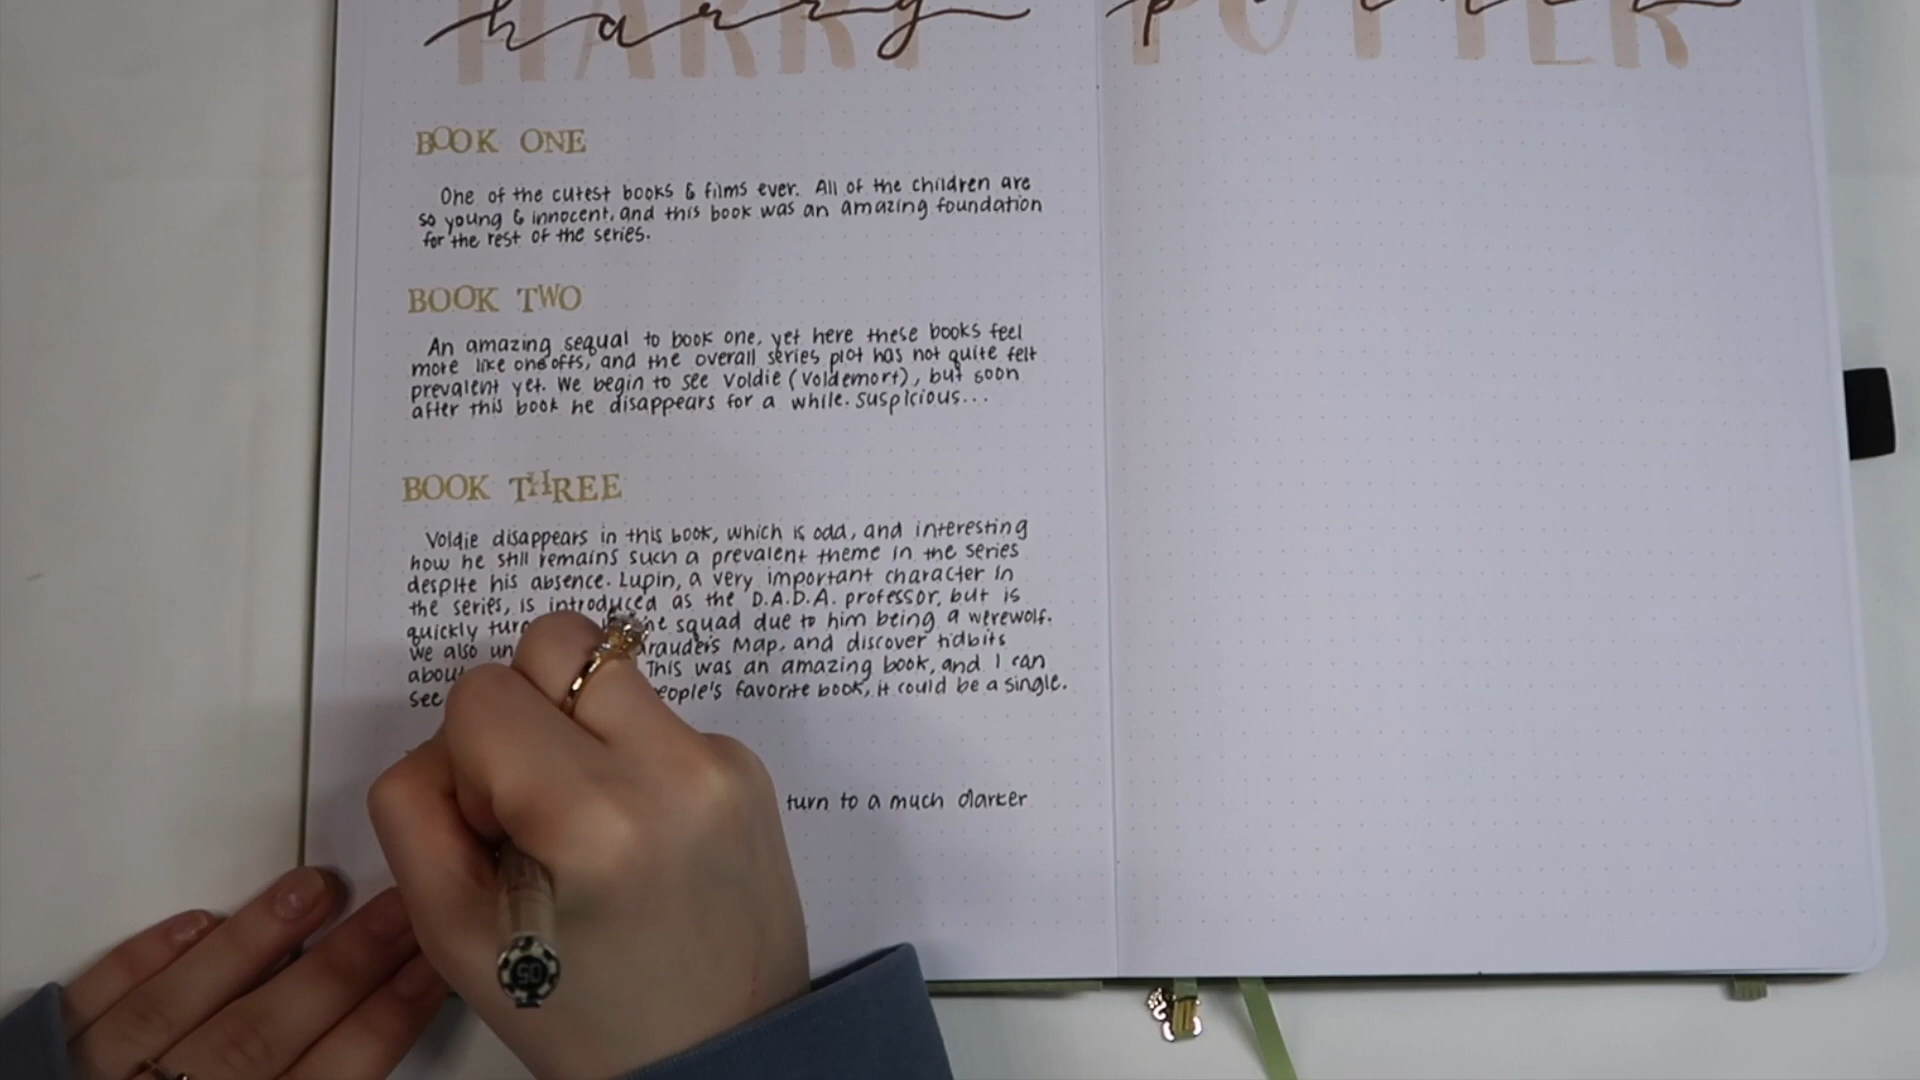 harry potter
HARRY POTTER
BOOK ONE
One of the cutest books & films ever. All of the children are
so young & innocent, and this book was an amazing foundation
for the rest of the series.
BOOK TWO
An amazing sequal to book one, yet here these books feel
more like one offs, and the overall series plot has not quite felt
prevalent yet. We begin to see Voldie (Voldemort), but soon
after this book he disappears for a while. Suspicious...
BOOK THREE
Voldie disappears in this book, which is odd, and interesting
how he still remains such a prevalent theme in the series
despite his absence. Lupin, a very important character in
the series, is introduced as the D.A.D.A. professor, but is
quickly squad due to him being a werewolf.
We also Map, and discover tidbits
This was an amazing book, and I can
see favorite book, it could be a single.
turn to a much darker
05